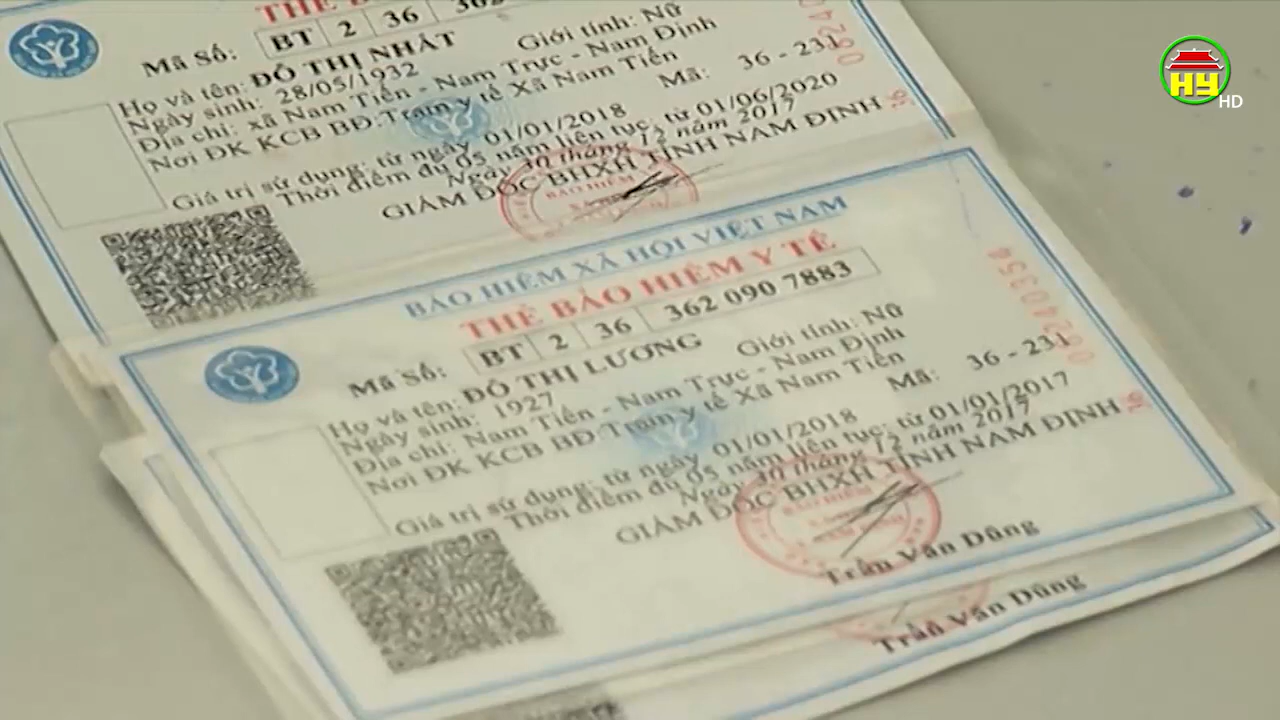 THẺ B
Mã Số: BT 2 36 302
Họ và tên: ĐỖ THỊ NHẤT
Ngày sinh: 28/05/1932 Giới tính: Nữ
Địa chỉ: xã Nam Tiến - Nam Trực - Nam Định
Nơi ĐK KCB BĐ: Trạm y tế Xã Nam Tiến
Mã: 36 - 231
Giá trị sử dụng: từ ngày 01/01/2018
Thời điểm đủ 05 năm liên tục: từ 01/06/2020
Ngày 30 tháng 12 năm 2017
GIÁM ĐỐC BHXH TỈNH NAM ĐỊNH
BẢO HIỂM
BẢO HIỂM XÃ HỘI VIỆT NAM
THẺ BẢO HIỂM Y TẾ
Mã Số: BT 2 36 362 090 7883
Họ và tên: ĐỖ THỊ LƯƠNG
Ngày sinh: 1927 Giới tính: Nữ
Địa chỉ: Nam Tiến - Nam Trực - Nam Định
Nơi ĐK KCB BĐ: Trạm y tế Xã Nam Tiến
Mã: 36 - 231
Giá trị sử dụng: từ ngày 01/01/2018
Thời điểm đủ 05 năm liên tục: từ 01/01/2017
Ngày 30 tháng 12 năm 2017
GIÁM ĐỐC BHXH TỈNH NAM ĐỊNH
BẢO HIỂM
Trần Văn Dũng
Trần Văn Dũng
09240354
0924
HY
HD